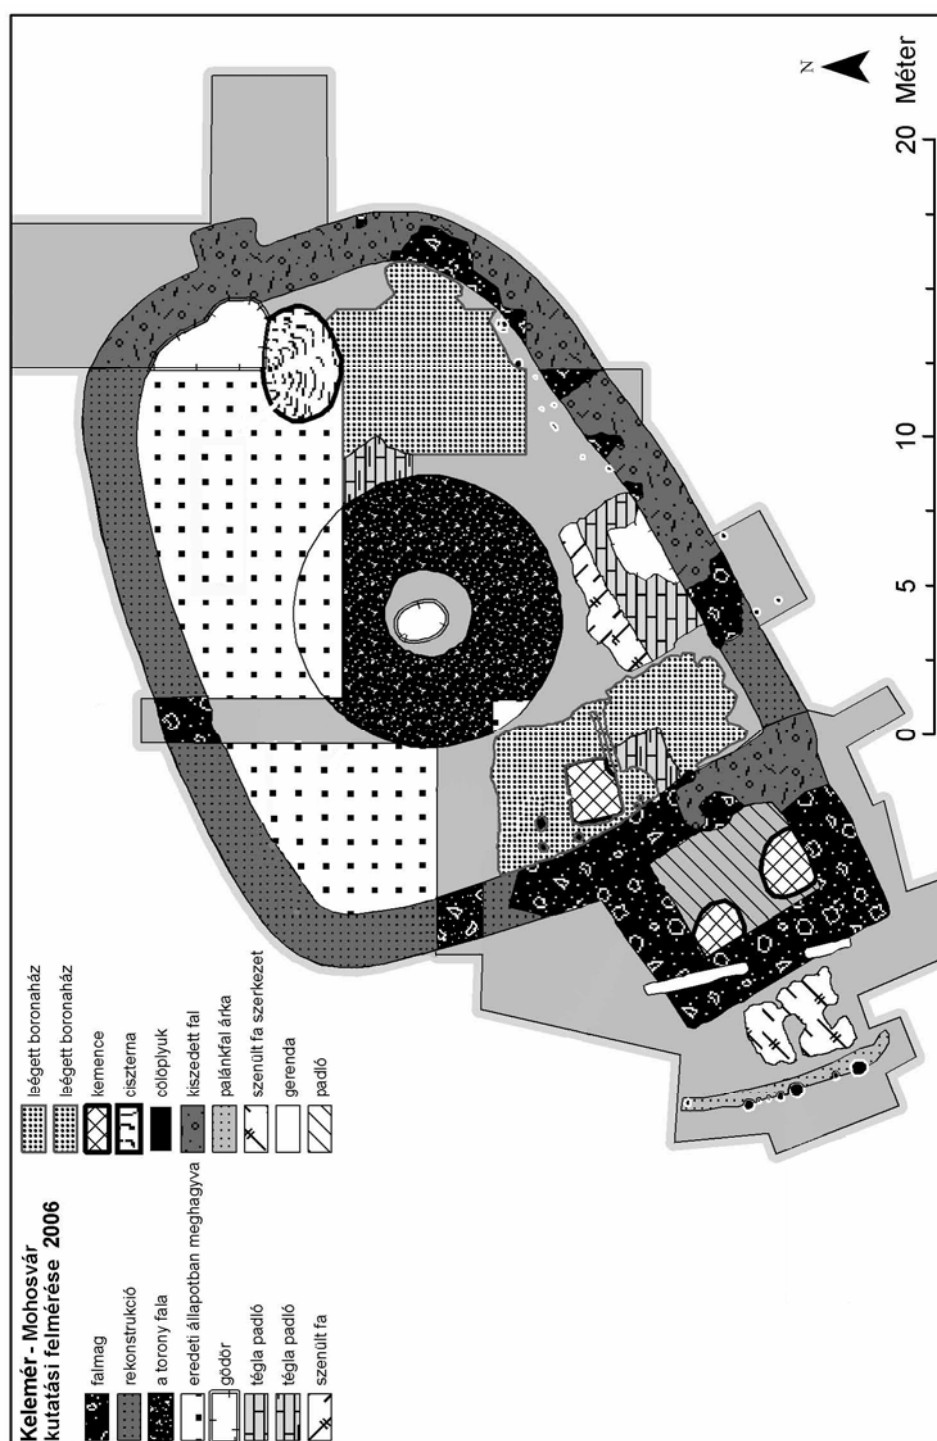 Kelemér - Mohosvár
kutatási felmérése 2006
falmag
rekonstrukció
a torony fala
eredeti állapotban meghagyva
gödör
tégla padló
tégla padló
szenült fa
leégett boronaház
leégett boronaház
kemence
ciszterna
cölöplyuk
kiszedett fal
palánkfal árka
szenült fa szerkezet
gerenda
padló
N
0
5
10
20 Méter